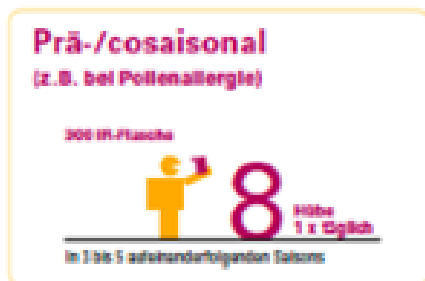 Prä-/cosaisonal
(z.B. bei Pollenallergie)
300 IR-Flasche
8
Hübe
1 x täglich
In 3 bis 5 aufeinanderfolgenden Saisons